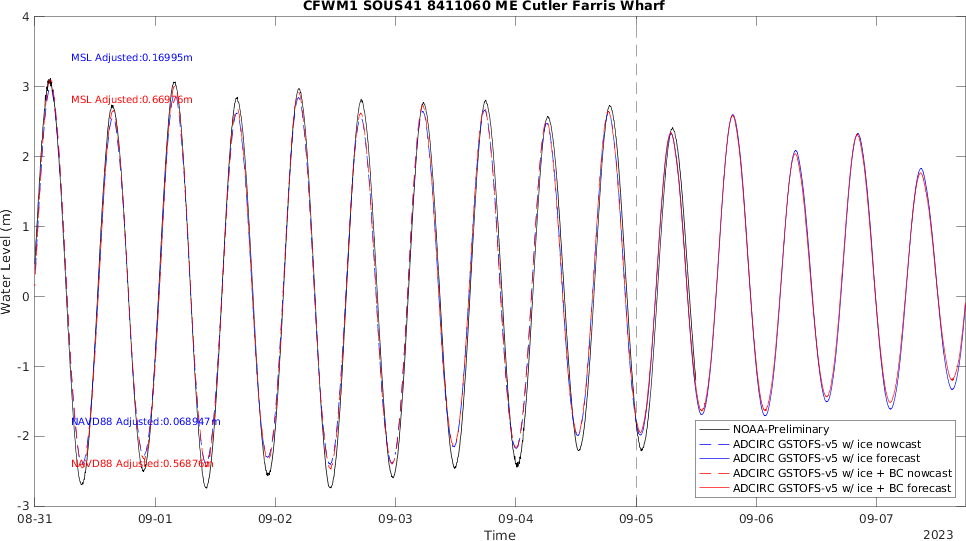 CFWM1 SOUS41 8411060 ME Cutler Farris Wharf
MSL Adjusted:0.16995m
MSL Adjusted:0.66976m
NAVD88 Adjusted:0.068947m
NAVD88 Adjusted:0.56876m
Water Level (m)
4
3
2
1
0
-1
-2
-3
08-31
09-01
09-02
09-03
09-04
09-05
09-06
09-07
Time
2023
NOAA-Preliminary
ADCIRC GSTOFS-v5 w/ ice nowcast
ADCIRC GSTOFS-v5 w/ ice forecast
ADCIRC GSTOFS-v5 w/ ice + BC nowcast
ADCIRC GSTOFS-v5 w/ ice + BC forecast